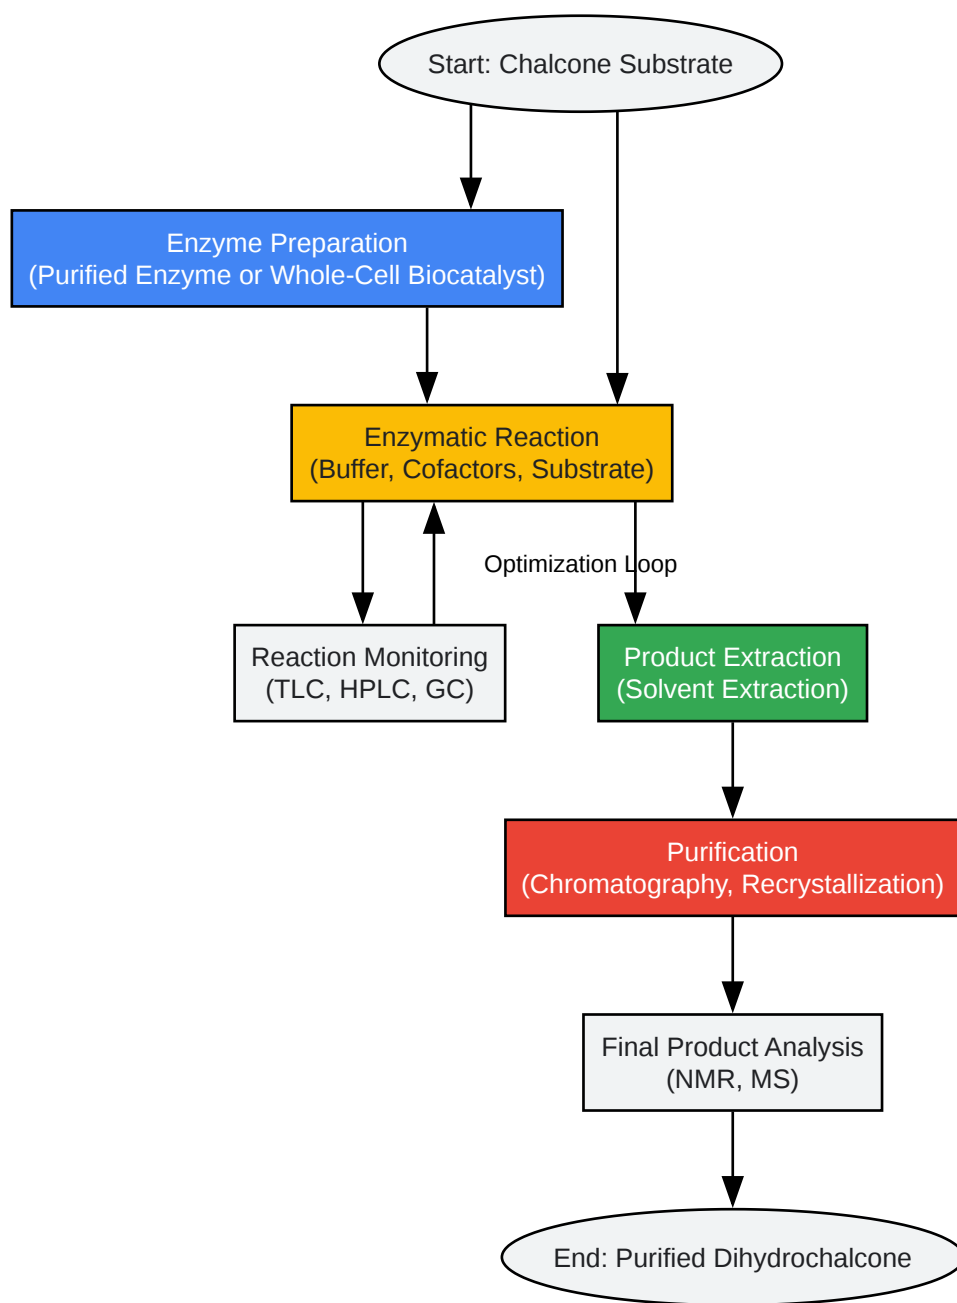 Start: Chalcone Substrate
Enzyme Preparation
(Purified Enzyme or Whole-Cell Biocatalyst)
Enzymatic Reaction
(Buffer, Cofactors, Substrate)
Optimization Loop
Reaction Monitoring
(TLC, HPLC, GC)
Product Extraction
(Solvent Extraction)
Purification
(Chromatography, Recrystallization)
Final Product Analysis
(NMR, MS)
End: Purified Dihydrochalcone